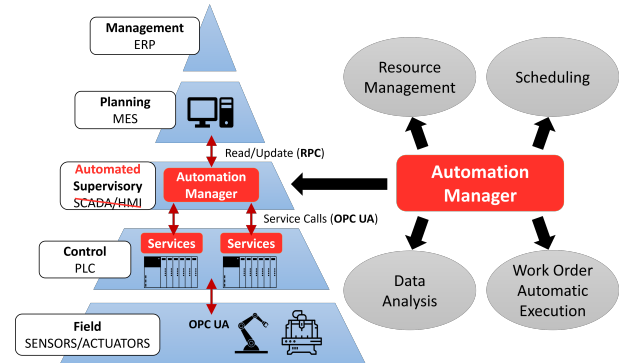 Management
ERP
Planning
MES
Read/Update (RPC)
Automated
Supervisory
SCADA/HMI
Automation
Manager
Service Calls (OPC UA)
Control
PLC
Services
Services
Field
SENSORS/ACTUATORS
OPC UA
Resource
Management
Scheduling
Automation
Manager
Data
Analysis
Work Order
Automatic
Execution